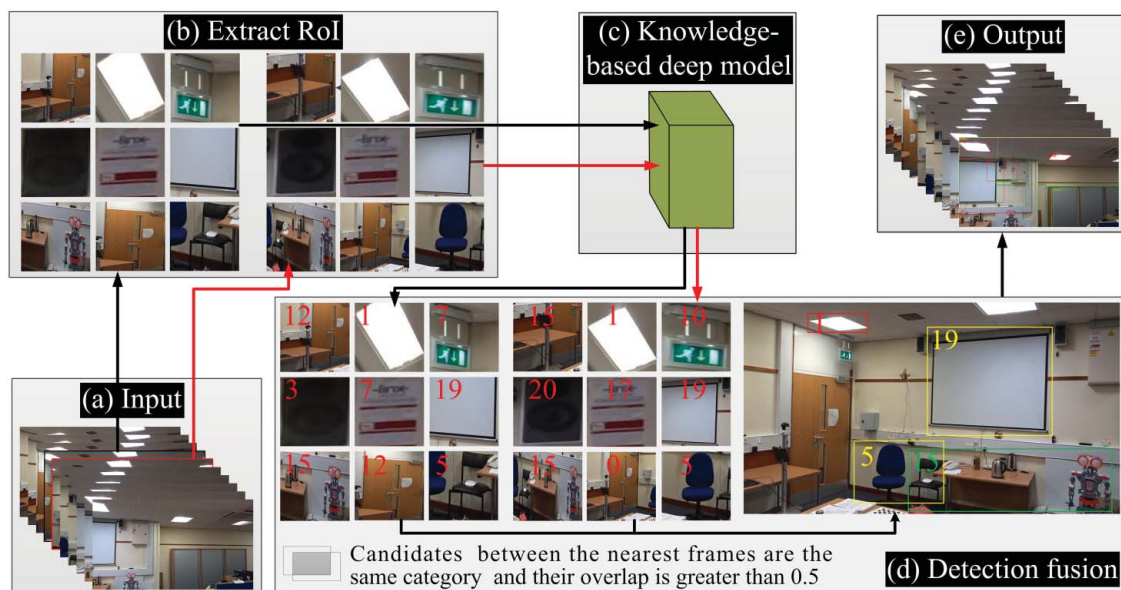 (b) Extract RoI
(c) Knowledge-
based deep model
(e) Output
(a) Input
12 1 7 15 1 10
3 7 19 20 17 19
15 12 5 15 0 5
1
19
5
15
Candidates between the nearest frames are the
same category and their overlap is greater than 0.5
(d) Detection fusion